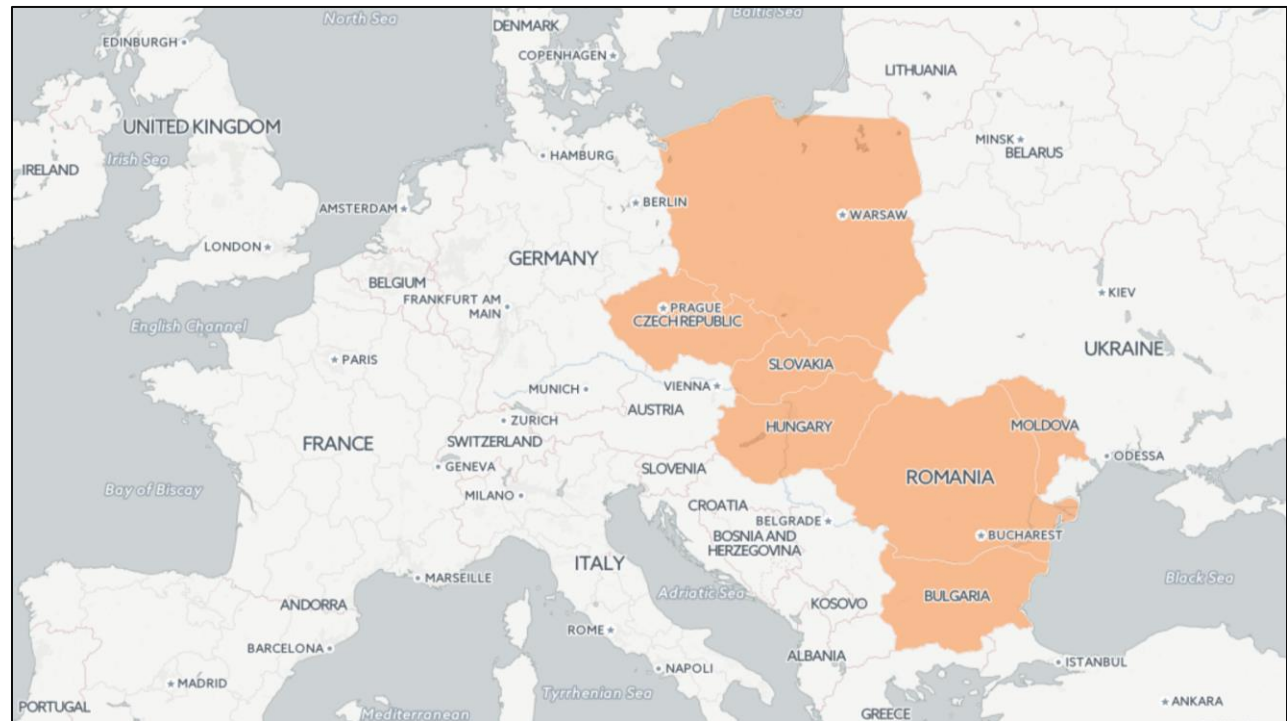 North Sea
DENMARK
Baltic Sea
EDINBURGH
COPENHAGEN
LITHUANIA
UNITED KINGDOM
MINSK
BELARUS
HAMBURG
Irish Sea
IRELAND
AMSTERDAM
BERLIN
WARSAW
LONDON
GERMANY
BELGIUM
FRANKFURT AM
MAIN
KIEV
PRAGUE
CZECH REPUBLIC
English Channel
UKRAINE
PARIS
SLOVAKIA
MUNICH
VIENNA
AUSTRIA
ZURICH
HUNGARY
MOLDOVA
FRANCE
SWITZERLAND
ODESSA
GENEVA
SLOVENIA
ROMANIA
Bay of Biscay
MILANO
CROATIA
BELGRADE
BOSNIA AND
HERZEGOVINA
BUCHAREST
ITALY
MARSEILLE
Black Sea
Adriatic Sea
BULGARIA
ANDORRA
KOSOVO
ROME
BARCELONA
ALBANIA
ISTANBUL
NAPOLI
MADRID
Tyrrhenian Sea
ANKARA
PORTUGAL
Mediterranean
GREECE